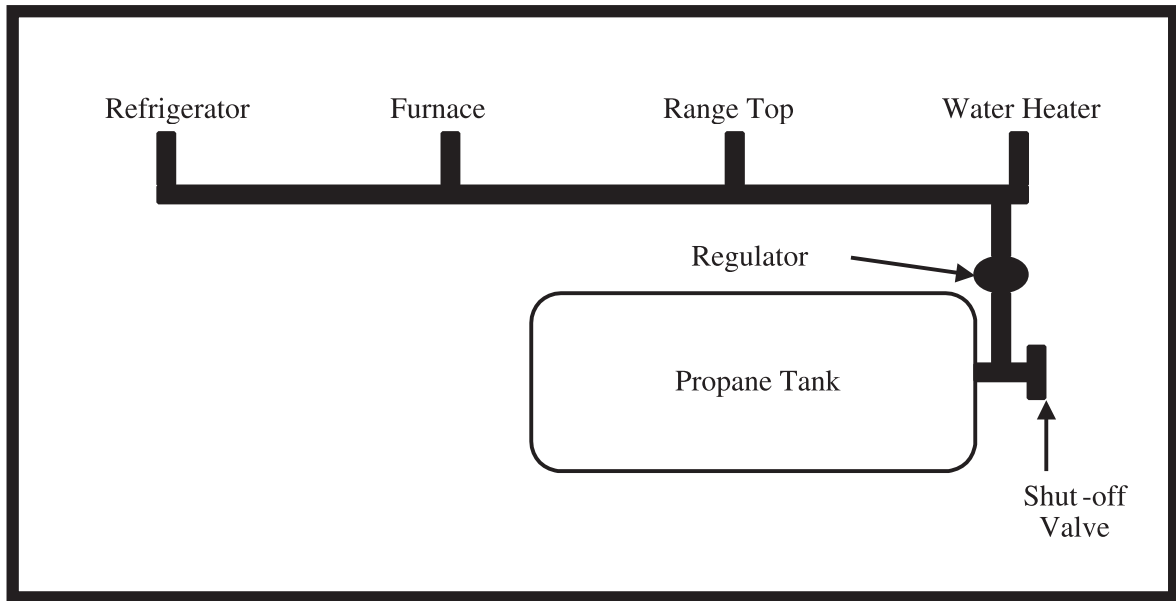 Refrigerator
Furnace
Range Top
Water Heater
Regulator
Propane Tank
Shut -off
Valve